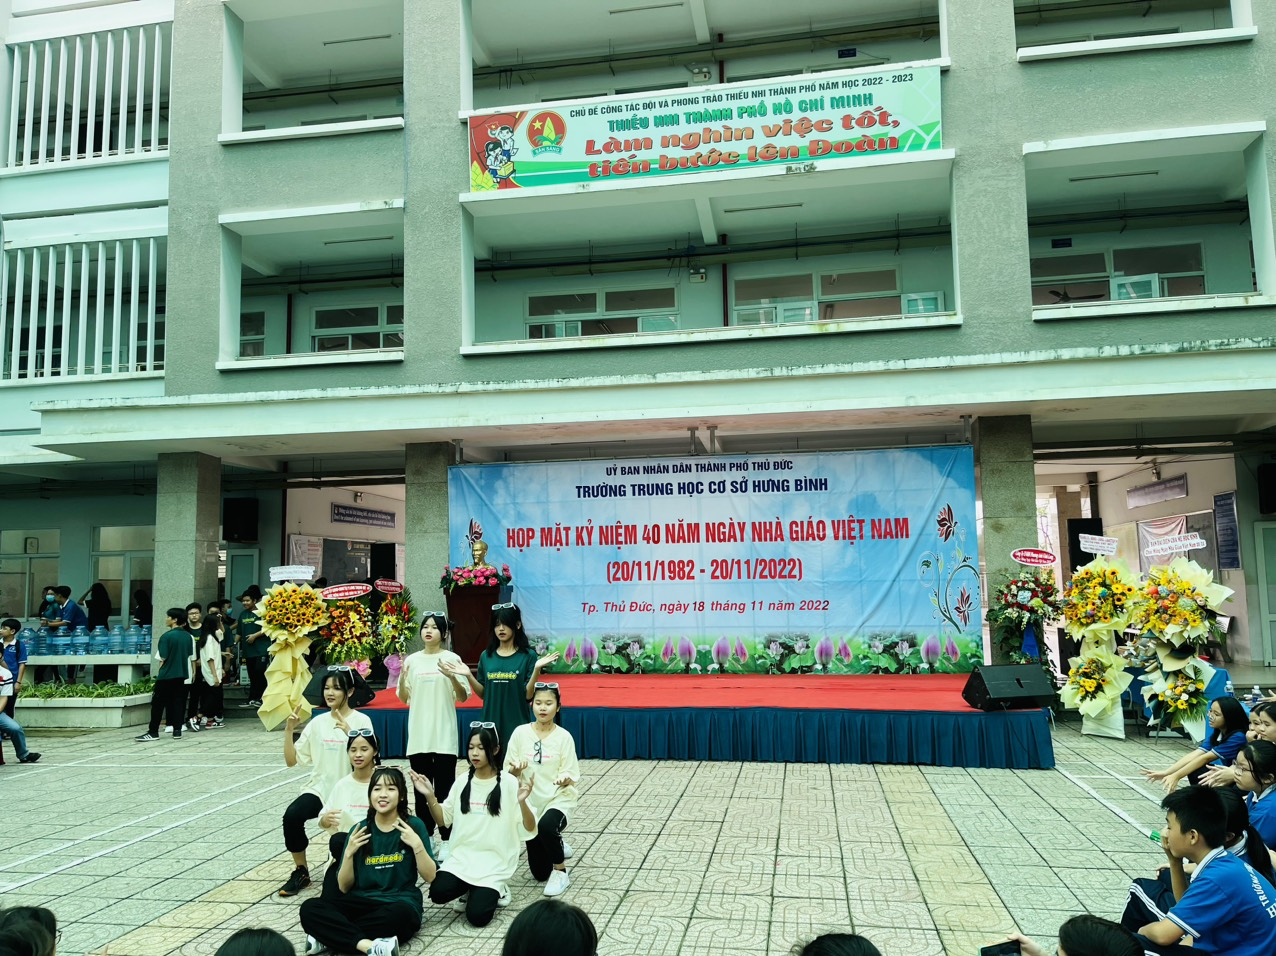 CHỦ ĐỀ CÔNG TÁC ĐỘI VÀ PHONG TRÀO THIẾU NHI THÀNH PHỐ NĂM HỌC 2022 - 2023
THIẾU NHI THÀNH PHỐ HỒ CHÍ MINH
Làm nghìn việc tốt,
tiến bước lên Đoàn
SẴN SÀNG
ỦY BAN NHÂN DÂN THÀNH PHỐ THỦ ĐỨC
TRƯỜNG TRUNG HỌC CƠ SỞ HƯNG BÌNH
HỌP MẶT KỶ NIỆM 40 NĂM NGÀY NHÀ GIÁO VIỆT NAM
(20/11/1982 - 20/11/2022)
Tp. Thủ Đức, ngày 18 tháng 11 năm 2022
nardmode